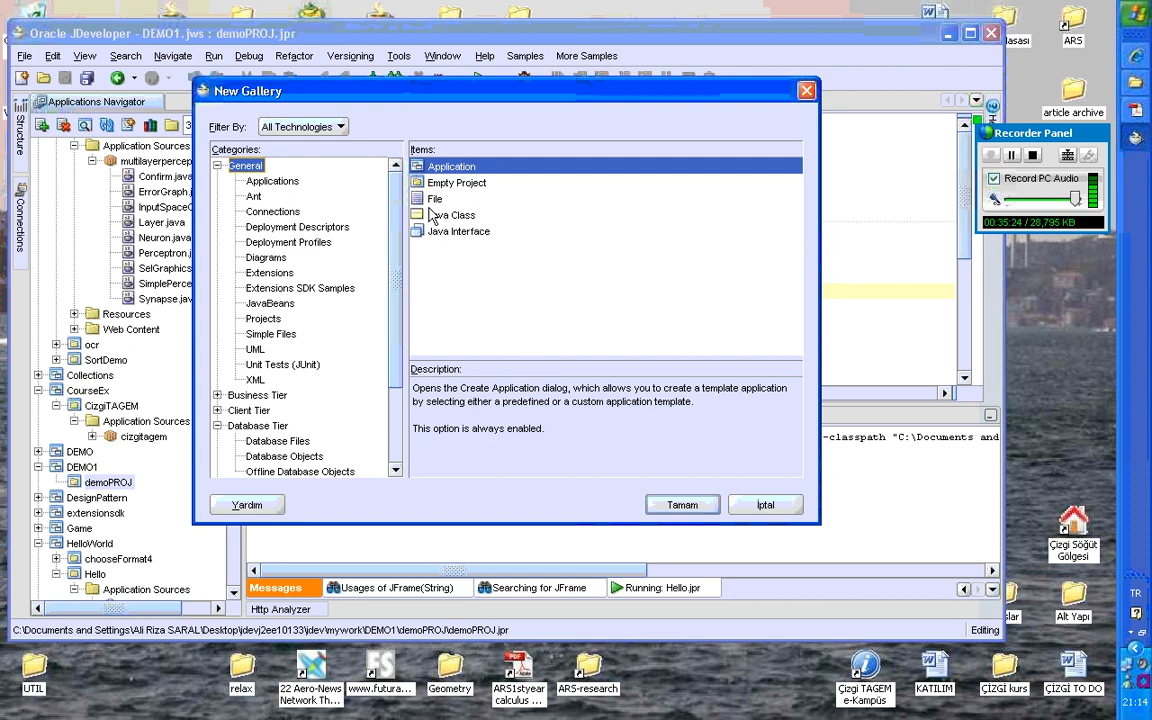 Oracle JDeveloper - DEMO1.jws : demoPROJ.jpr
File Edit View Search Navigate Run Debug Refactor Versioning Tools Window Help Samples More Samples
Applications Navigator
Structure
Connections
Application Sources
multilayerpercep
Confirm.java
ErrorGraph.j
InputSpace
Layer.java
Neuron.java
Perceptron.j
SelGraphics
SimplePerce
Synapse.jav
Resources
Web Content
ocr
SortDemo
Collections
CourseEx
CizgiTAGEM
Application Sources
cizgitagem
DEMO
DEMO1
demoPROJ
DesignPattern
extensionsdk
Game
HelloWorld
chooseFormat4
Hello
Application Sources
New Gallery
Filter By: All Technologies
Categories:
General
Applications
Ant
Connections
Deployment Descriptors
Deployment Profiles
Diagrams
Extensions
Extensions SDK Samples
JavaBeans
Projects
Simple Files
UML
Unit Tests (JUnit)
XML
Business Tier
Client Tier
Database Tier
Database Files
Database Objects
Offline Database Objects
Items:
Application
Empty Project
File
Java Class
Java Interface
Description:
Opens the Create Application dialog, which allows you to create a template application
by selecting either a predefined or a custom application template.
This option is always enabled.
Yardım Tamam İptal
-classpath "C:\Documents and
Messages Usages of JFrame(String) Searching for JFrame Running: Hello.jpr
Http Analyzer
C:\Documents and Settings\Ali Riza SARAL\Desktop\jdevj2ee10133\jdev\mywork\DEMO1\demoPROJ\demoPROJ.jpr Editing
Recorder Panel
Record PC Audio
00:35:24 / 28,795 KB
ARS
article archive
Çizgi Söğüt
Gölgesi
Alt Yapı
UTIL
relax
22 Aero-News
Network Th...
www.futura...
Geometry
ARS1styear
calculus ...
ARS-research
Çizgi TAGEM
e-Kampüs
KATILIM
ÇİZGİ kurs
ÇİZGİ TO DO
TR
21:14